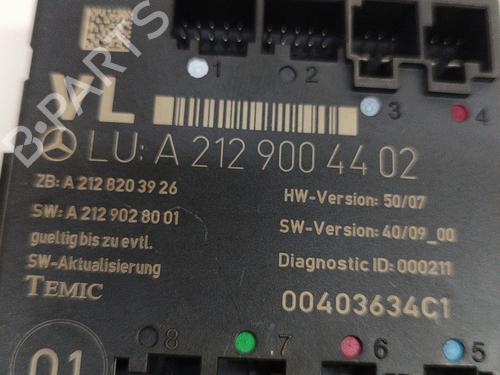 1
2
3
4
VL
LU: A 212 900 44 02
ZB: A 212 820 39 26
HW-Version: 50/07
SW: A 212 902 80 01
SW-Version: 40/09_00
gueltig bis zu evtl.
SW-Aktualisierung
Diagnostic ID: 000211
TEMIC
00403634C1
01
8
7
6
5
B-PARTS